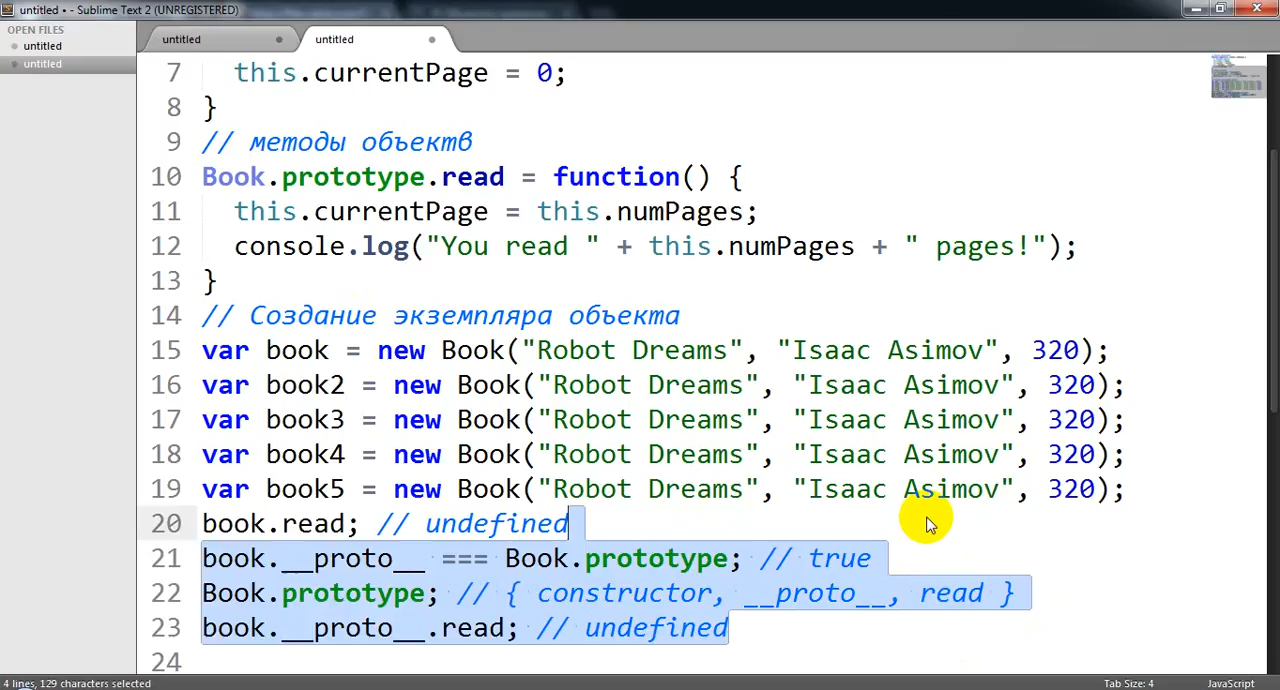 untitled • - Sublime Text 2 (UNREGISTERED)
OPEN FILES
untitled
untitled
untitled
untitled
7 this.currentPage = 0;
8 }
9 // методы объектв
10 Book.prototype.read = function() {
11 this.currentPage = this.numPages;
12 console.log("You read " + this.numPages + " pages!");
13 }
14 // Создание экземпляра объекта
15 var book = new Book("Robot Dreams", "Isaac Asimov", 320);
16 var book2 = new Book("Robot Dreams", "Isaac Asimov", 320);
17 var book3 = new Book("Robot Dreams", "Isaac Asimov", 320);
18 var book4 = new Book("Robot Dreams", "Isaac Asimov", 320);
19 var book5 = new Book("Robot Dreams", "Isaac Asimov", 320);
20 book.read; // undefined
21 book.__proto__ === Book.prototype; // true
22 Book.prototype; // { constructor, __proto__, read }
23 book.__proto__.read; // undefined
24
4 lines, 129 characters selected
Tab Size: 4
JavaScript